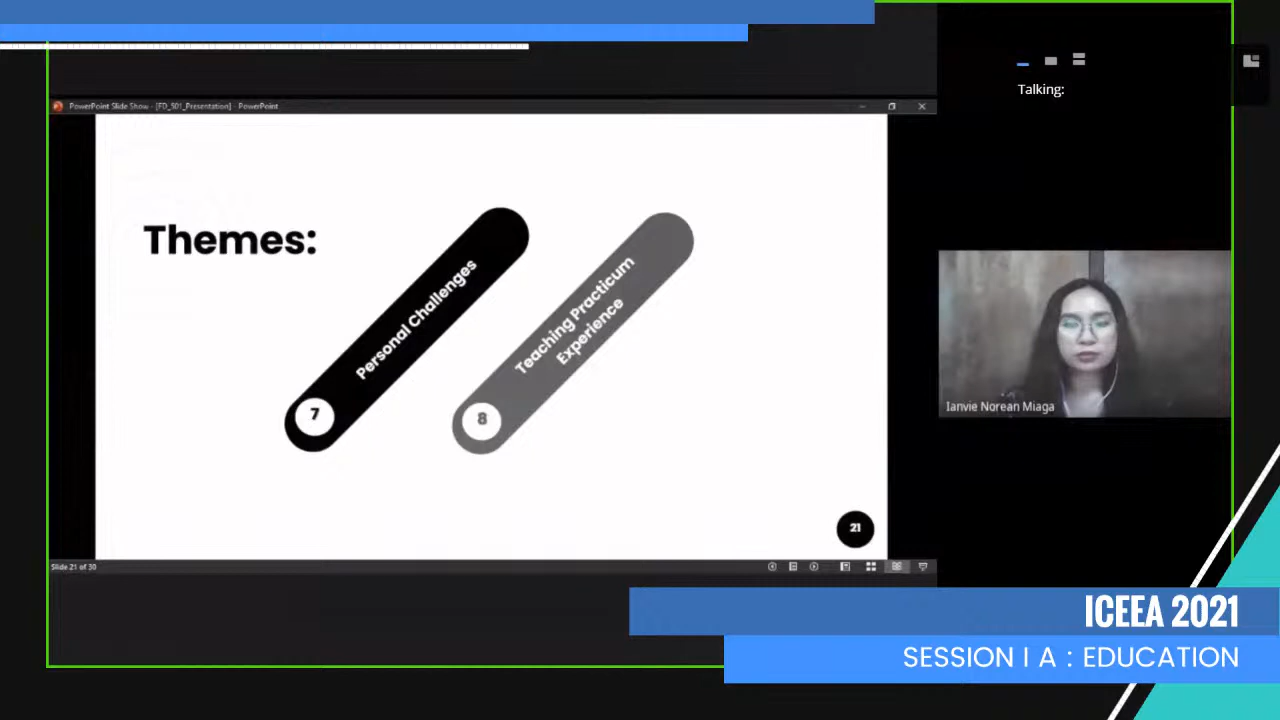 PowerPoint Slide Show - [FD_S01_Presentation] - PowerPoint
Talking:
Themes:
Personal Challenges
7
Teaching Practicum
Experience
8
Ianvie Norean Miaga
21
Slide 21 of 30
ICEEA 2021
SESSION I A : EDUCATION